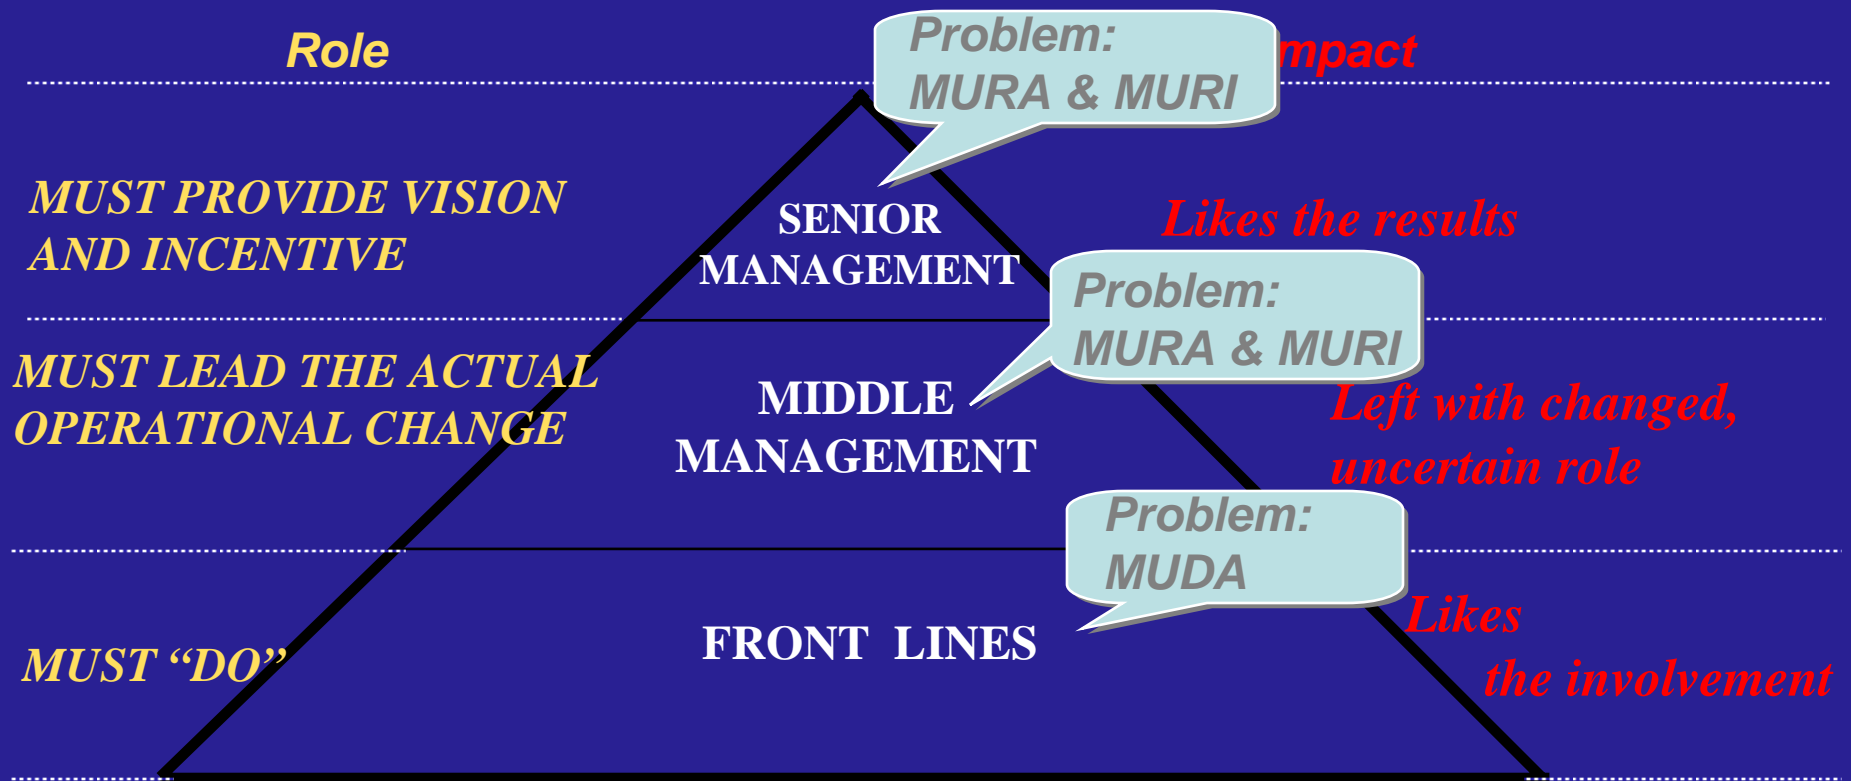 Role
Problem:
MURA & MURI
mpact
MUST PROVIDE VISION
AND INCENTIVE
SENIOR
MANAGEMENT
Likes the results
Problem:
MURA & MURI
MUST LEAD THE ACTUAL
OPERATIONAL CHANGE
MIDDLE
MANAGEMENT
Left with changed,
uncertain role
Problem:
MUDA
MUST “DO”
FRONT LINES
Likes
the involvement